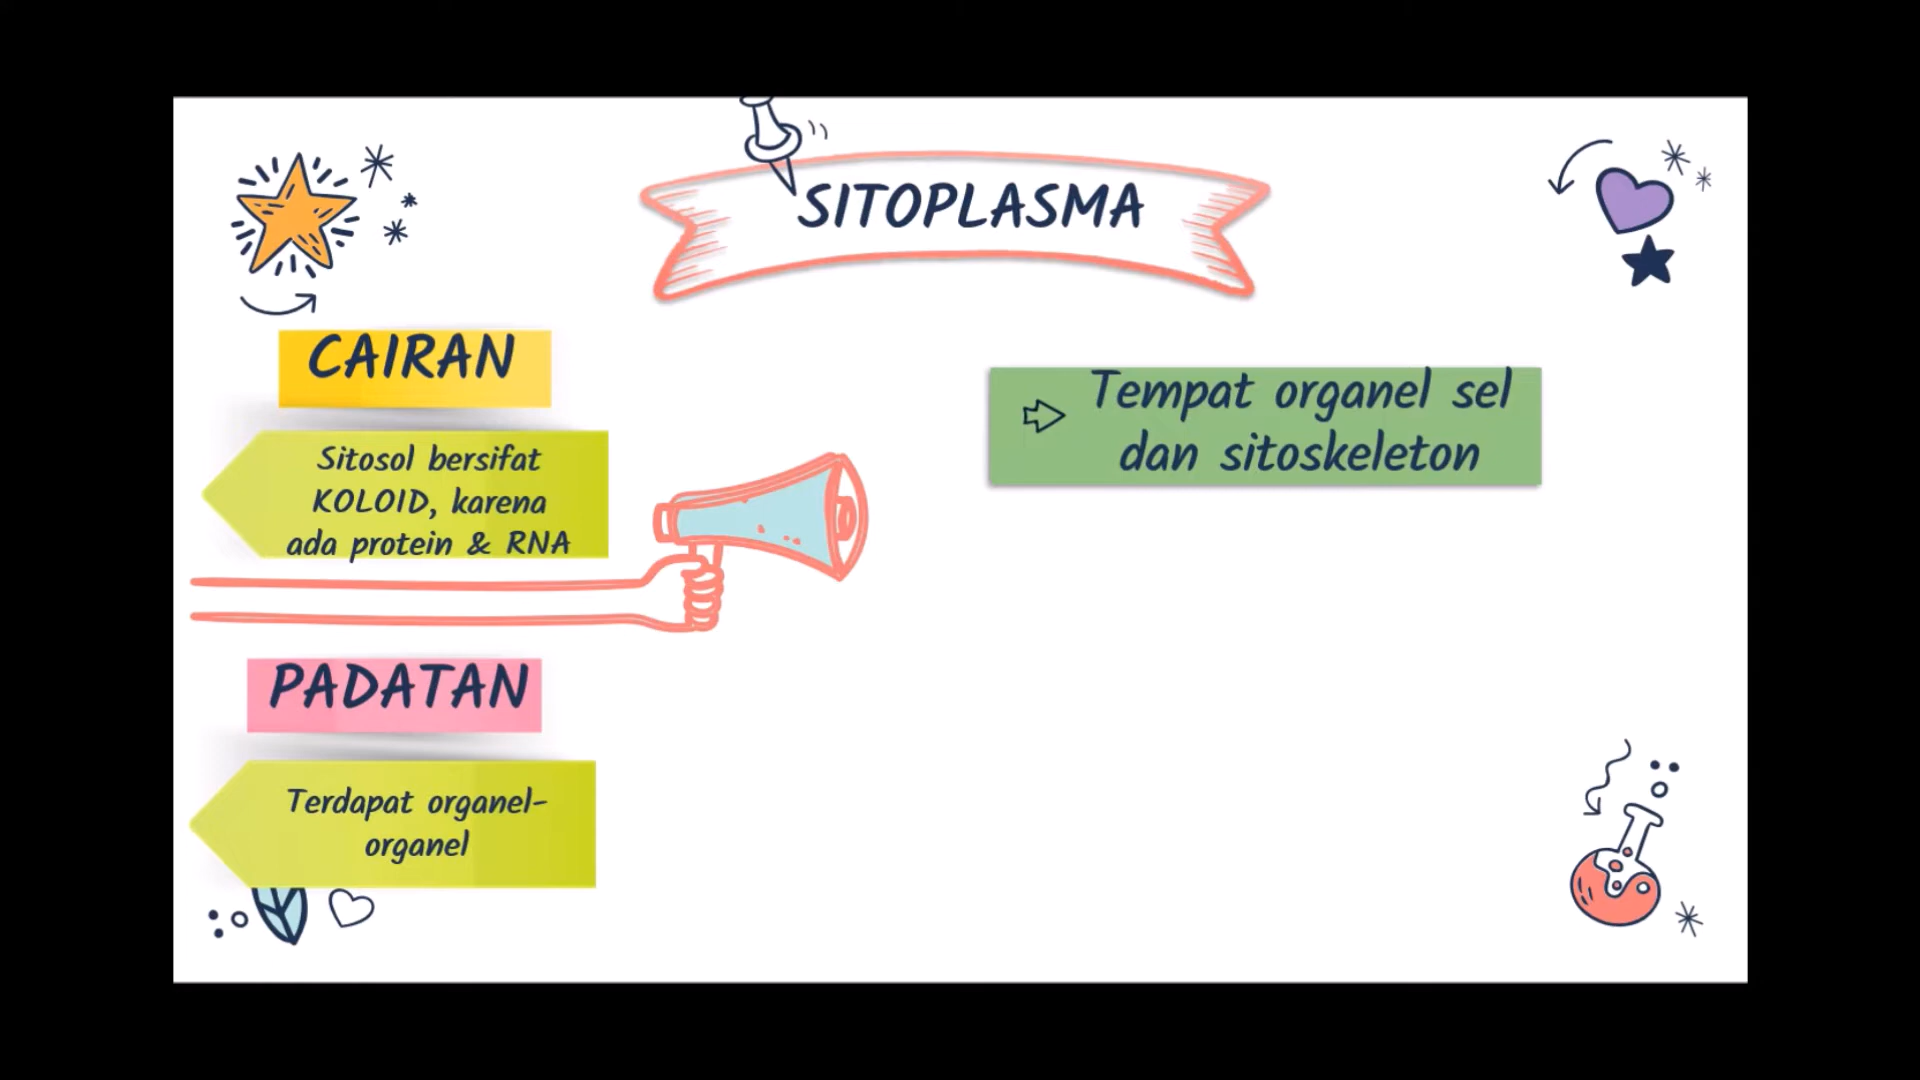 SITOPLASMA
CAIRAN
Sitosol bersifat
KOLOID, karena
ada protein & RNA
PADATAN
Terdapat organel-
organel
Tempat organel sel
dan sitoskeleton